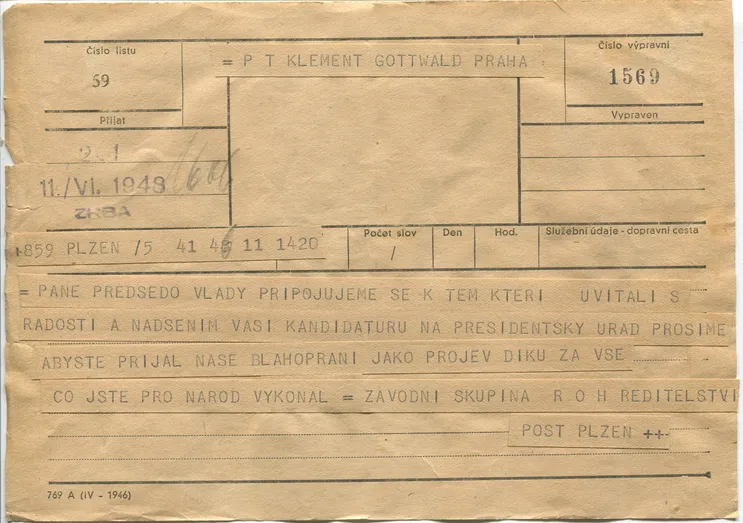 Číslo listu
59
= P T KLEMENT GOTTWALD PRAHA
Číslo výpravní
1569
Přijat
Vypraven
11./VI. 1948
ZRBA
859 PLZEN /5 41 46 11 1420
Počet slov
/
Den
Hod.
Služební údaje - dopravní cesta
= PANE PREDSEDO VLADY PRIPOJUJEME SE K TEM KTERI UVITALI S
RADOSTI A NADSENIM VASI KANDIDATURU NA PRESIDENTSKY URAD PROSIME
ABYSTE PRIJAL NASE BLAHOPRANI JAKO PROJEV DIKU ZA VSE
CO JSTE PRO NAROD VYKONAL = ZAVODNI SKUPINA R O H REDITELSTVI
POST PLZEN ++
769 A (IV - 1946)